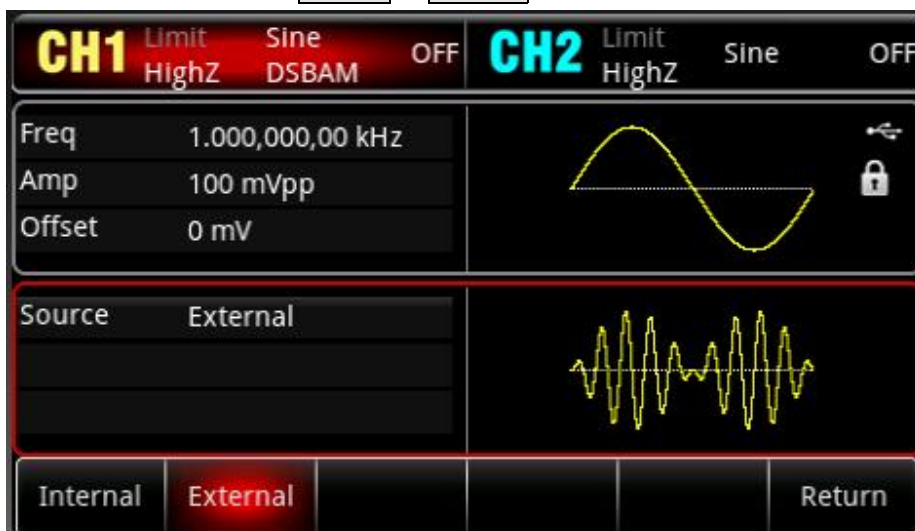 CH1 Limit HighZ Sine DSBAM OFF CH2 Limit HighZ Sine OFF
Freq 1.000,000,00 kHz
Amp 100 mVpp
Offset 0 mV
Source External
Internal External Return